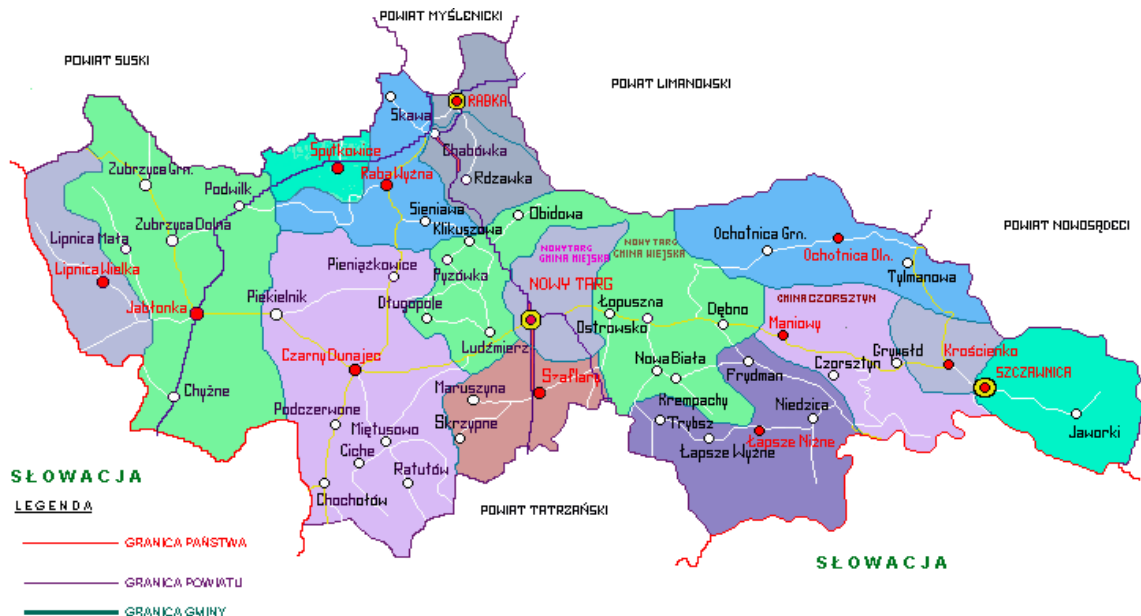 POWIAT MYŚLENICKI
POWIAT SUSKI
POWAT LIMANOWSKI
RABKA
Skawa
Chabówka
Spytkowice
Zubrzyca Grn.
Raba Wyżna
Rdzawka
Podwilk
Sieniawa
Obidowa
POWIAT NOWOSĄDECI
Zubrzyca Dolna
Klikuszowa
Ochotnica Grn.
Lipnica Mała
NOWY TARG
GMINA MIEJSKA
NOWY TARG
GMINA WIEJSKA
Ochotnica Dln.
Lipnica Wielka
Pieniążkowice
Pyzówka
Tylmanowa
NOWY TARG
GMINA CZORSZTYN
Jabłonka
Piekielnik
Długopole
Łopuszna
Dębno
Maniowy
Ostrowsko
Ludźmierz
Czarny Dunajec
Nowa Biała
Frydman
Czorsztyn
Grywałd
Krościenko
SZCZAWNICA
Chyżne
Maruszyna
Szaflary
Krempachy
Niedzica
Podczerwone
Skrzypne
Trybsz
Łapsze Niżne
Jaworki
Miętusowo
Łapsze Wyżne
Ciche
Ratułów
Chochołów
SŁOWACJA
LEGENDA
POWIAT TATRZAŃSKI
GRANICA PAŃSTWA
SŁOWACJA
GRANICA POWIATU
GRANICA GMINY